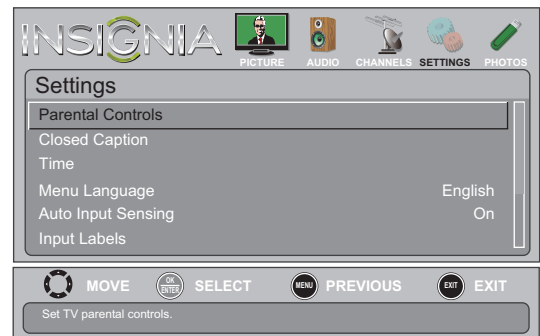 INSIGNIA
PICTURE AUDIO CHANNELS SETTINGS PHOTOS
Settings
Parental Controls
Closed Caption
Time
Menu Language English
Auto Input Sensing On
Input Labels
MOVE OK ENTER SELECT MENU PREVIOUS EXIT EXIT
Set TV parental controls.